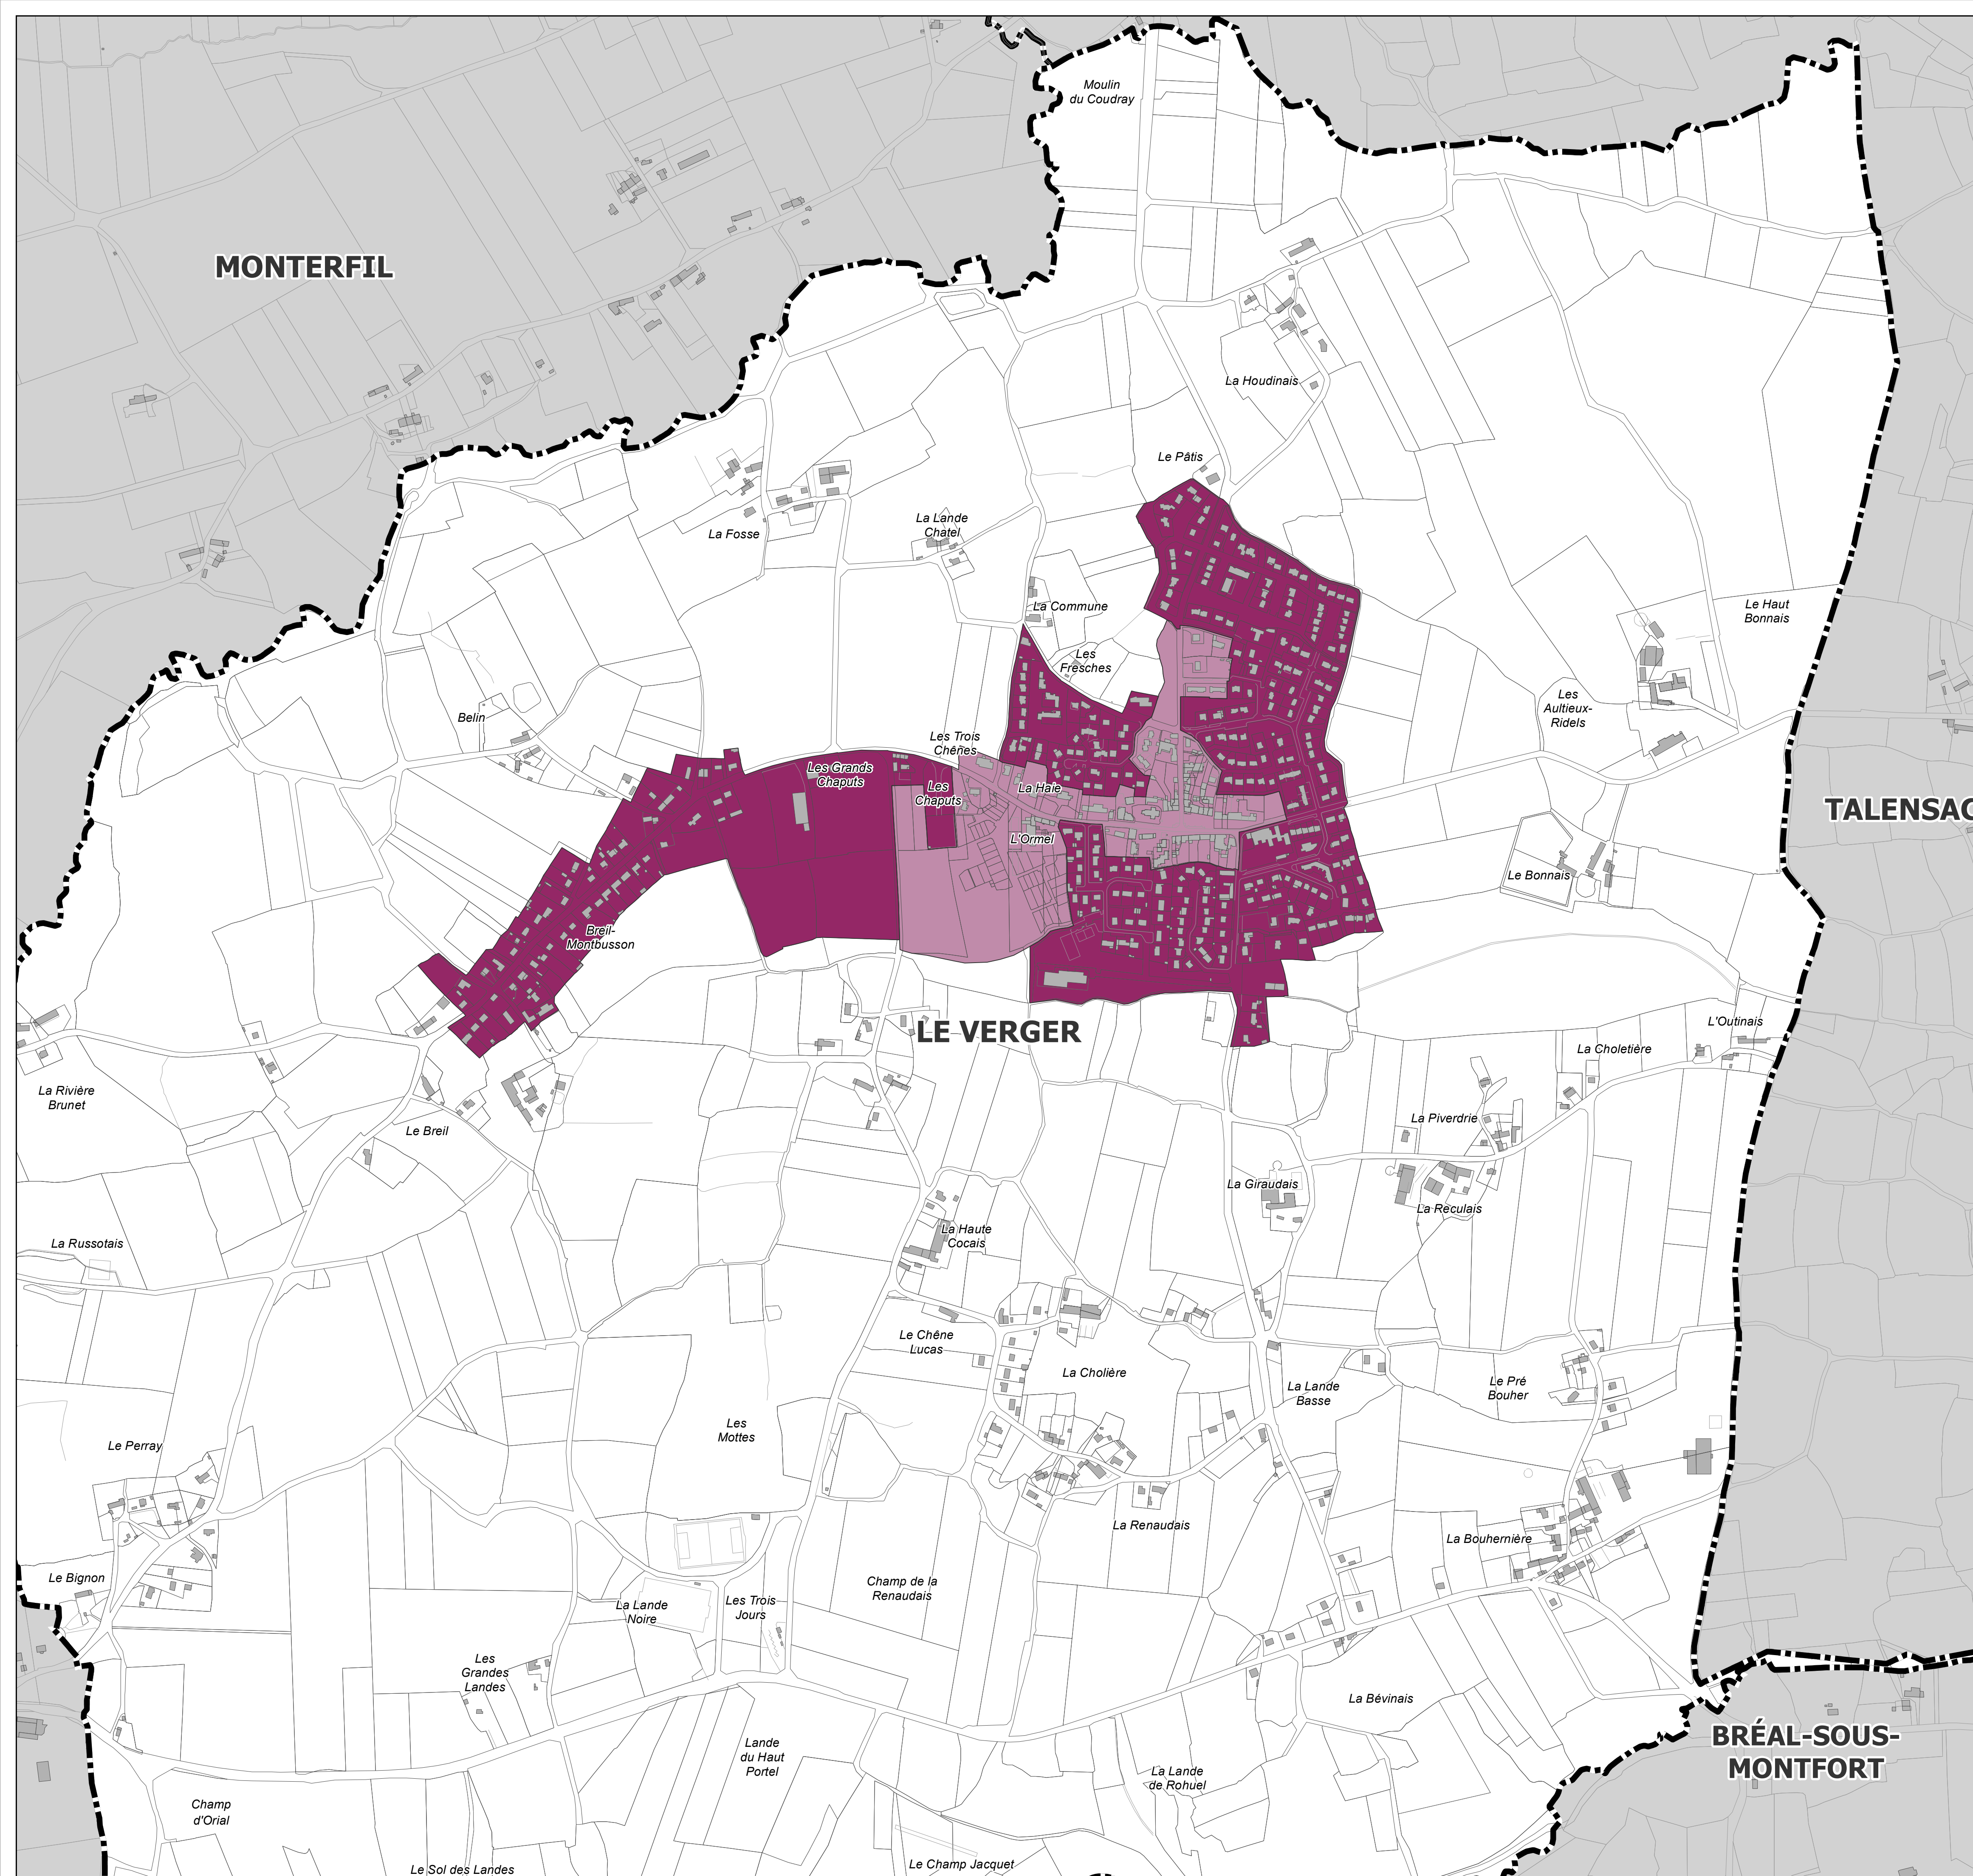 Moulin
du Coudray
MONTERFIL
La Houdinais
Le Pâtis
La Lande
Chatel
La Fosse
La Commune
Le Haut
Bonnais
Les
Fresches
Les
Aultieux-
Ridels
Belin
Les Trois
Chênes
Les Grands
Chaputs
Les
Chaputs
La Haie
TALENSAC
L'Ormel
Le Bonnais
Breil-
Montbusson
LE VERGER
L'Outinais
La Choletière
La Rivière
Brunet
La Piverdrie
Le Breil
La Giraudais
La Reculais
La Haute
Cocais
La Russotais
Le Chêne
Lucas
La Cholière
La Lande
Basse
Le Pré
Bouher
Les
Mottes
Le Perray
La Renaudais
La Bouhernière
Le Bignon
Champ de la
Renaudais
La Lande
Noire
Les Trois
Jours
Les
Grandes
Landes
La Bévinais
BRÉAL-SOUS-
MONTFORT
Lande
du Haut
Portel
La Lande
de Rohuel
Champ
d'Orial
Le Sol des Landes
Le Champ Jacquet